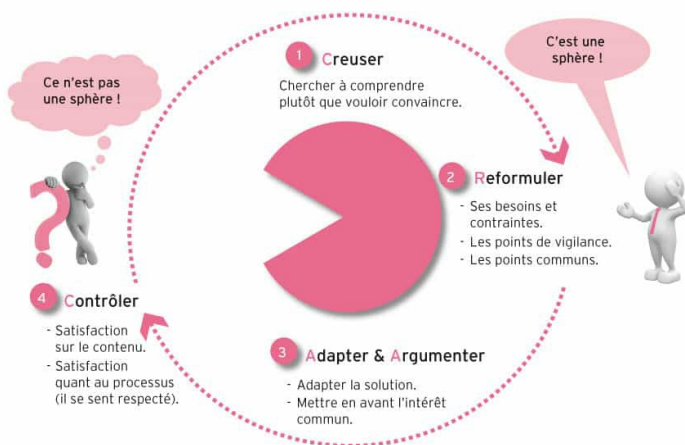 1 Creuser
Chercher à comprendre
plutôt que vouloir convaincre.
C'est une
sphère !
Ce n'est pas
une sphère !
2 Reformuler
- Ses besoins et
contraintes.
- Les points de vigilance.
- Les points communs.
3 Adapter & Argumenter
- Adapter la solution.
- Mettre en avant l'intérêt
commun.
4 Contrôler
- Satisfaction
sur le contenu.
- Satisfaction
quant au processus
(il se sent respecté).